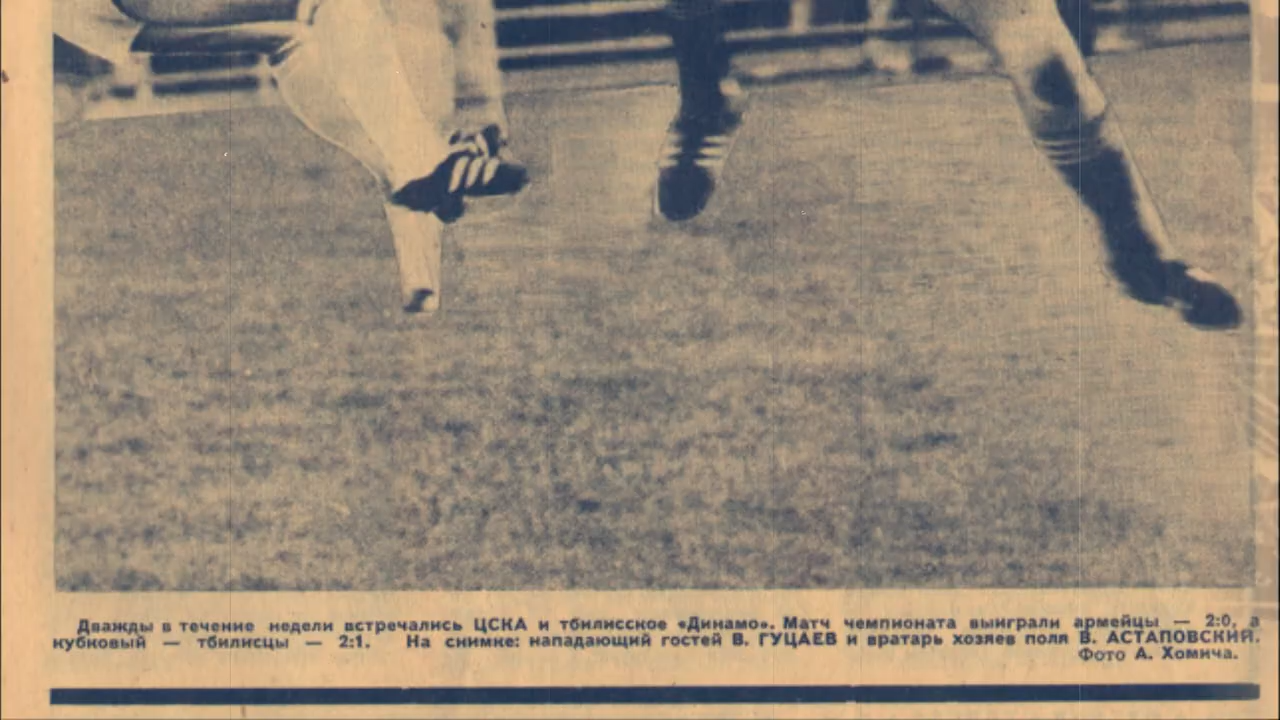 Дважды в течение недели встречались ЦСКА и тбилисское «Динамо». Матч чемпионата выиграли армейцы — 2:0, а
кубковый — тбилисцы — 2:1. На снимке: нападающий гостей В. ГУЦАЕВ и вратарь хозяев поля В. АСТАПОВСКИЙ.
Фото А. Хомича.